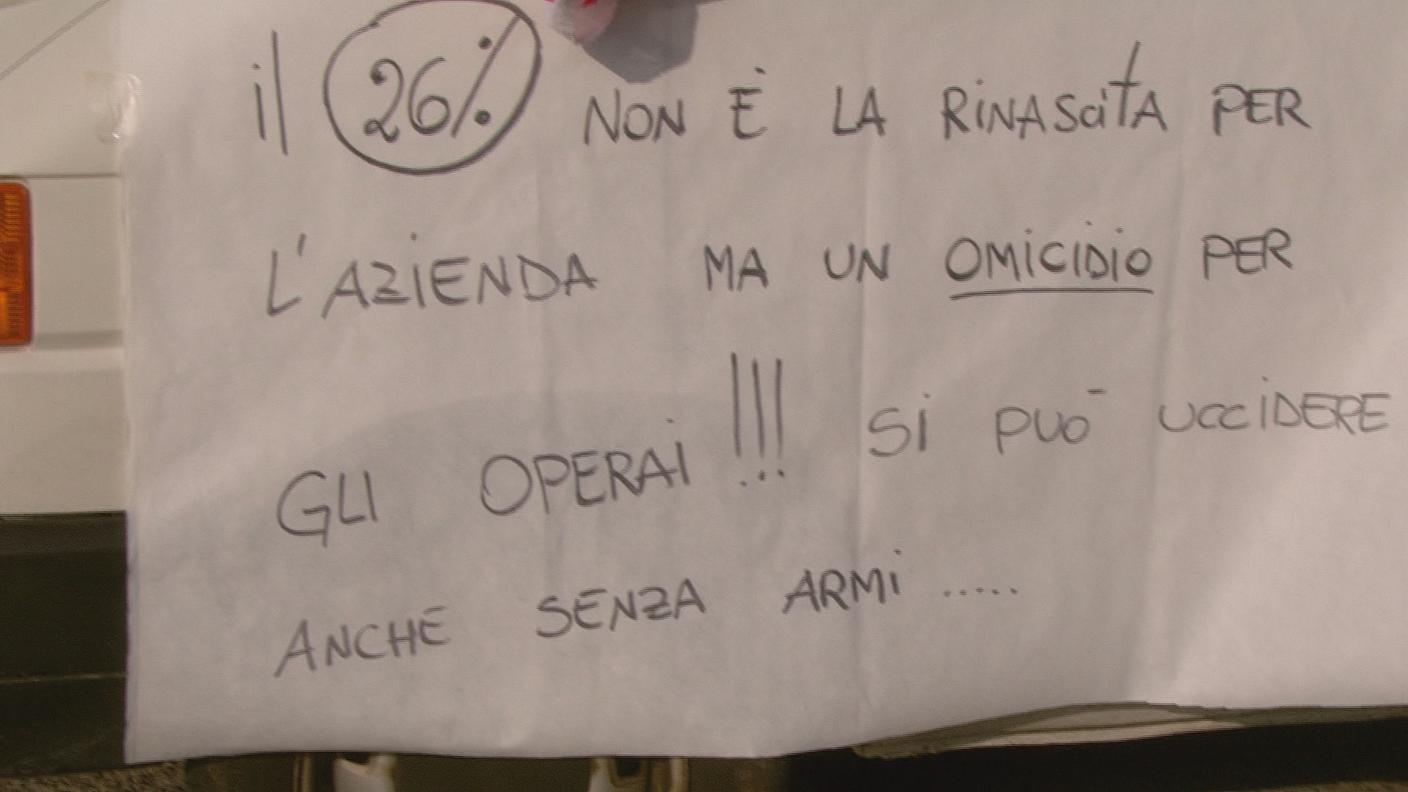 il 26% NON È LA RINASCITA PER
L'AZIENDA MA UN OMICIDIO PER
GLI OPERAI !!! SI PUÒ UCCIDERE
ANCHE SENZA ARMI .....